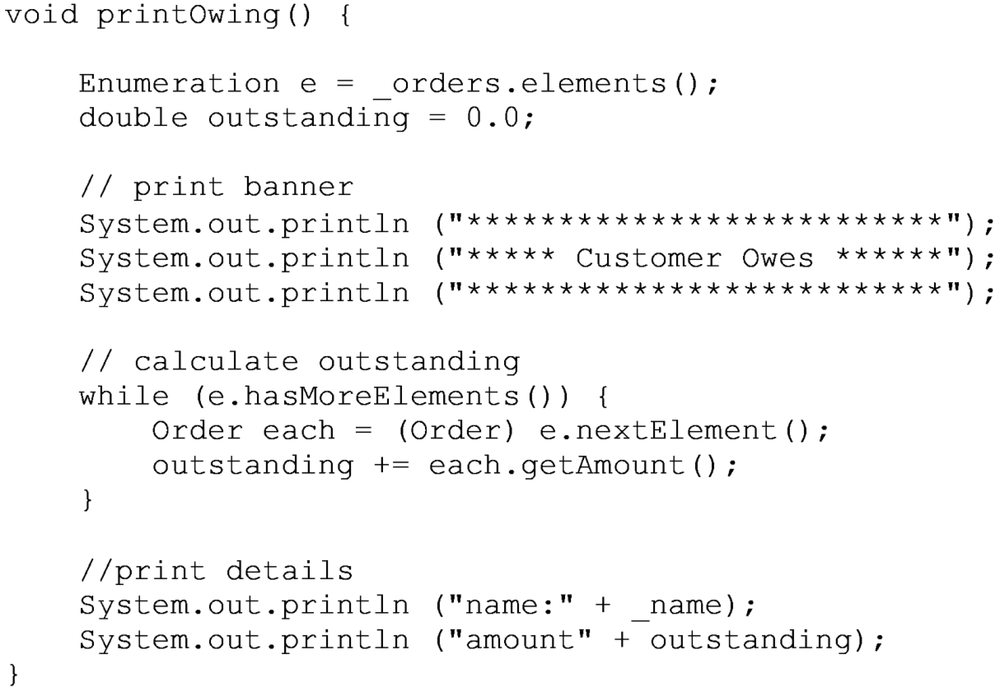 void printOwing() {
Enumeration e = _orders.elements();
double outstanding = 0.0;
// print banner
System.out.println ("**************************");
System.out.println ("***** Customer Owes ******");
System.out.println ("**************************");
// calculate outstanding
while (e.hasMoreElements()) {
Order each = (Order) e.nextElement();
outstanding += each.getAmount();
}
//print details
System.out.println ("name:" + _name);
System.out.println ("amount" + outstanding);
}